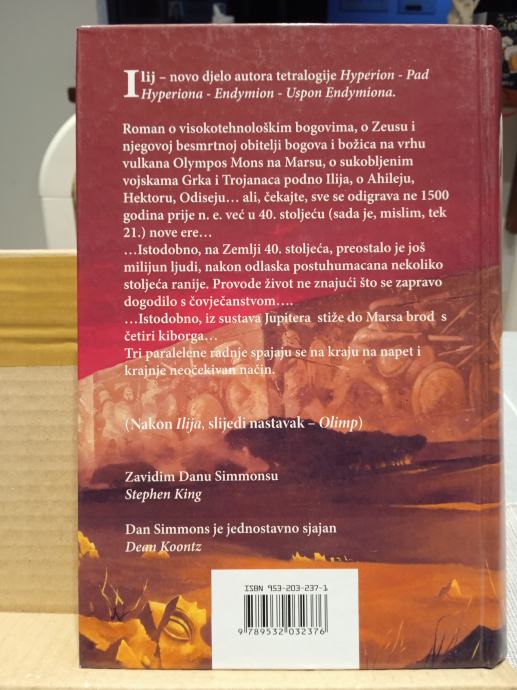 Ilij – novo djelo autora tetralogije Hyperion - Pad
Hyperiona - Endymion - Uspon Endymiona.
Roman o visokotehnološkim bogovima, o Zeusu i
njegovoj besmrtnoj obitelji bogova i božica na vrhu
vulkana Olympos Mons na Marsu, o sukobljenim
vojskama Grka i Trojanaca podno Ilija, o Ahileju,
Hektoru, Odiseju… ali, čekajte, sve se odigrava ne 1500
godina prije n. e. već u 40. stoljeću (sada je, mislim, tek
21.) nove ere…
…Istodobno, na Zemlji 40. stoljeća, preostalo je još
milijun ljudi, nakon odlaska postuhumacana nekoliko
stoljeća ranije. Provode život ne znajući što se zapravo
dogodilo s čovječanstvom….
…Istodobno, iz sustava Jupitera stiže do Marsa brod s
četiri kiborga…
Tri paralelene radnje spajaju se na kraju na napet i
krajnje neočekivan način.
(Nakon Ilija, slijedi nastavak – Olimp)
Zavidim Danu Simmonsu
Stephen King
Dan Simmons je jednostavno sjajan
Dean Koontz
ISBN 953-203-237-1
9 789532 032376